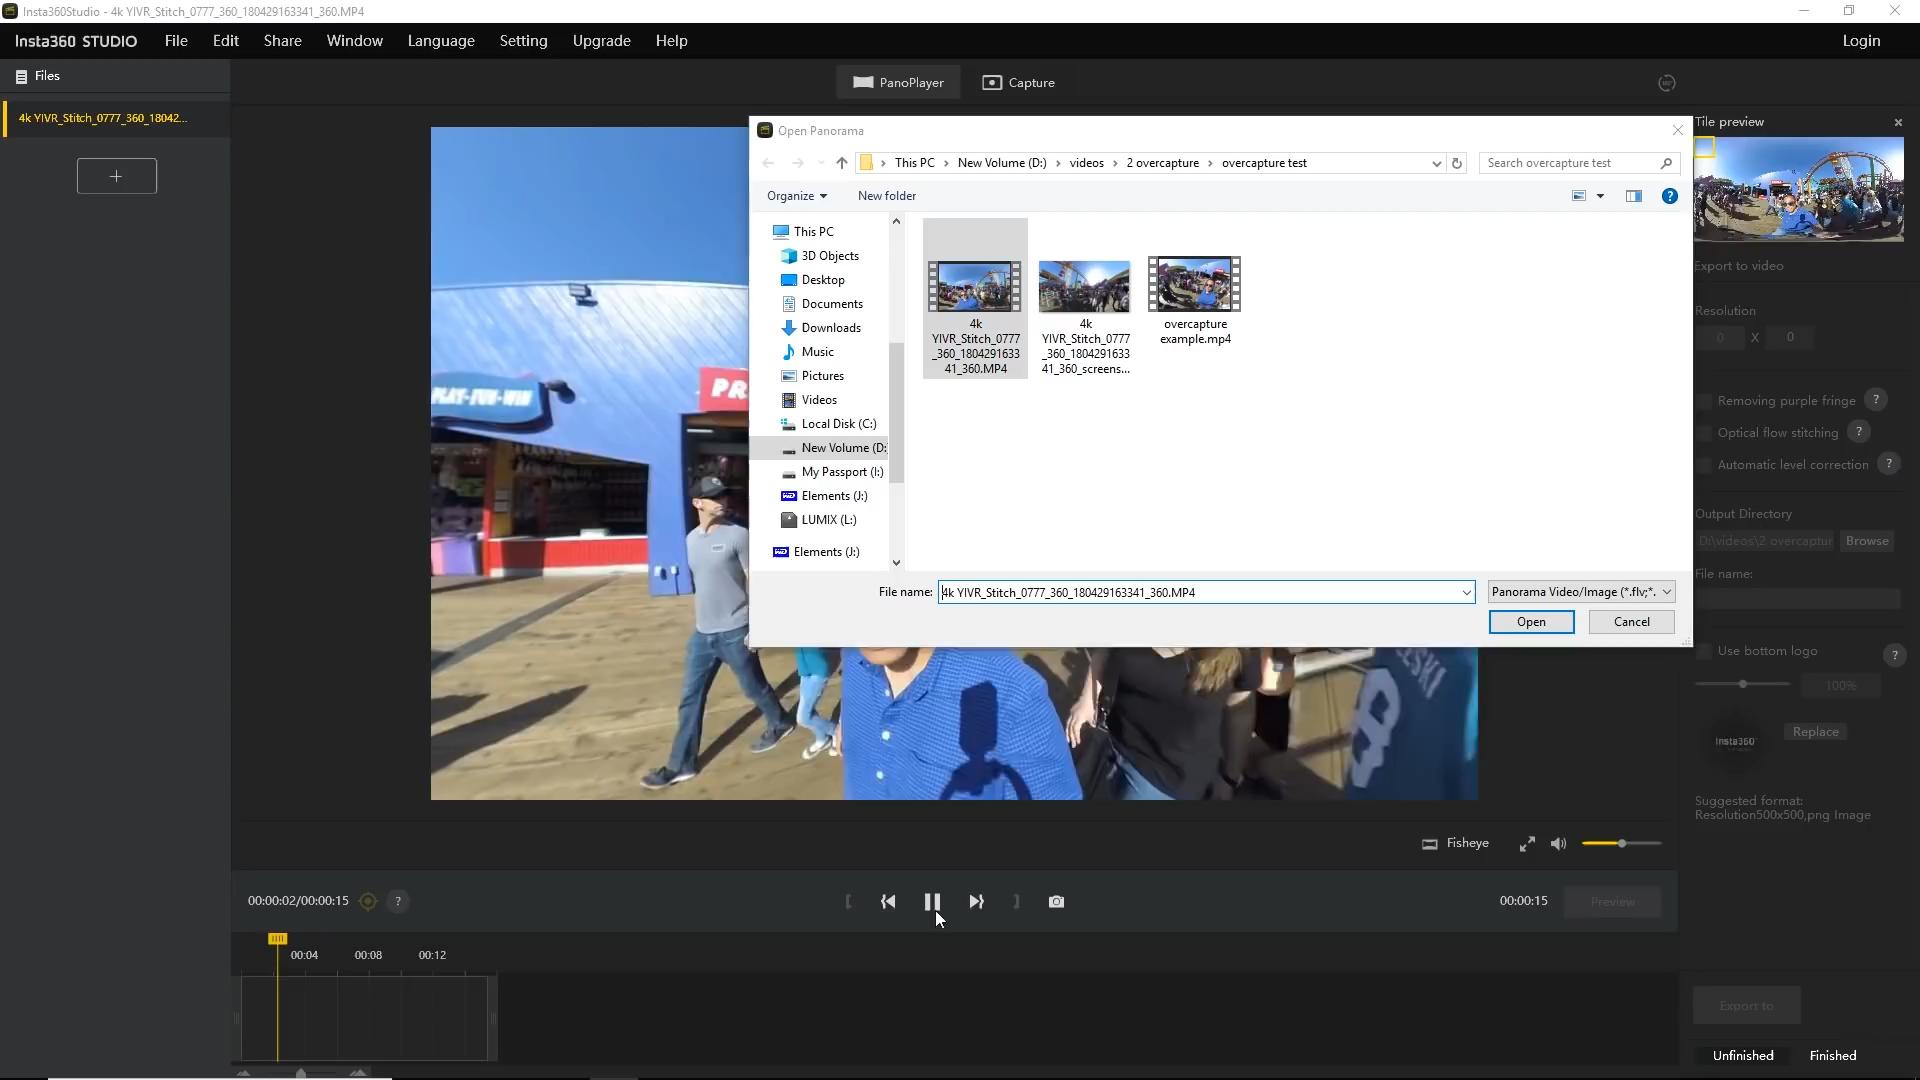 Insta360Studio - 4k YIVR_Stitch_0777_360_180429163341_360.MP4
Insta360 STUDIO File Edit Share Window Language Setting Upgrade Help Login
Files
PanoPlayer Capture
4k YIVR_Stitch_0777_360_18042...
+
Open Panorama
This PC › New Volume (D:) › videos › 2 overcapture › overcapture test
Search overcapture test
Organize New folder
?
This PC
3D Objects
Desktop
Documents
Downloads
Music
Pictures
Videos
Local Disk (C:)
New Volume (D:
My Passport (I:)
Elements (J:)
LUMIX (L:)
Elements (J:)
4k
YIVR_Stitch_0777
_360_1804291633
41_360.MP4
4k
YIVR_Stitch_0777
_360_1804291633
41_360_screens...
overcapture
example.mp4
File name: 4k YIVR_Stitch_0777_360_180429163341_360.MP4
Panorama Video/Image (*.flv;*.
Open Cancel
Tile preview
Export to video
Resolution
0 X 0
Removing purple fringe ?
Optical flow stitching ?
Automatic level correction ?
Output Directory
D:\videos\2 overcaptur Browse
File name:
Use bottom logo ?
100%
Insta360
Replace
Suggested format:
Resolution500x500,png Image
PLAY-FUN-WIN
PR
Fisheye
00:00:02/00:00:15 ?
00:00:15 Preview
00:04 00:08 00:12
Export to
Unfinished Finished